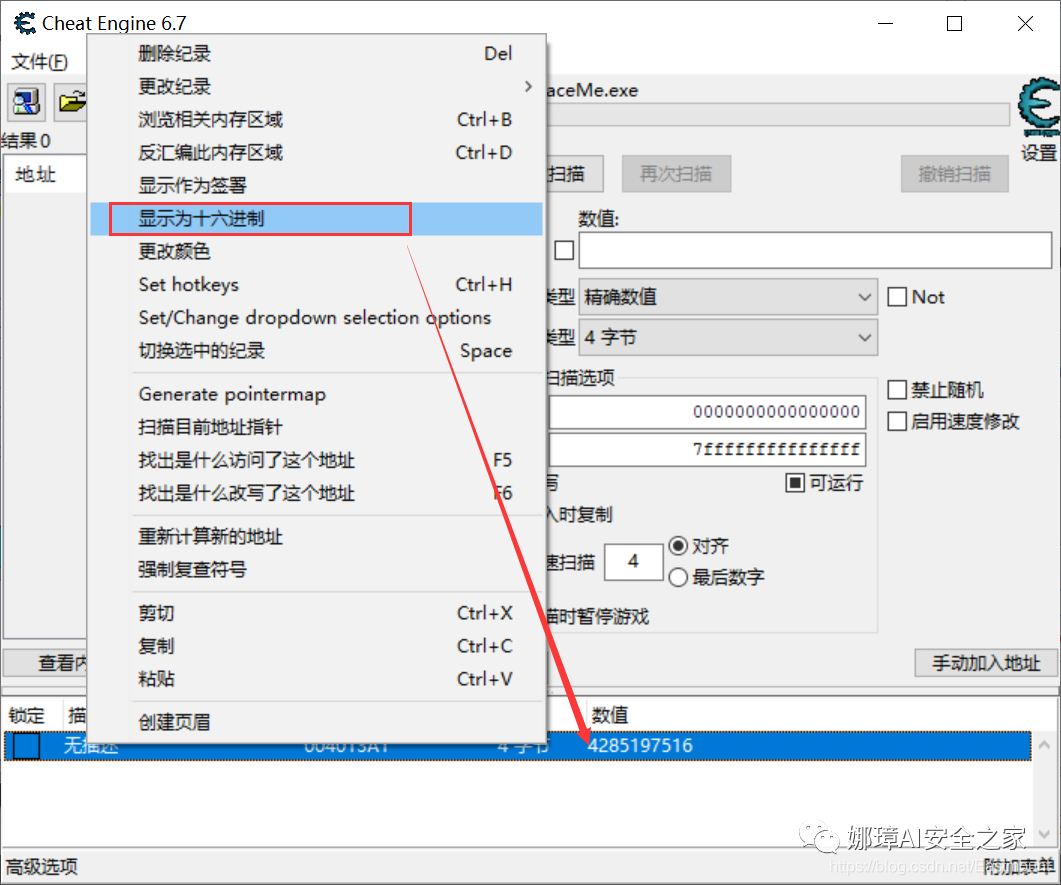 Cheat Engine 6.7
文件(F)
aceMe.exe
结果0
地址
设置
删除纪录 Del
更改纪录
浏览相关内存区域 Ctrl+B
反汇编此内存区域 Ctrl+D
显示作为签署
显示为十六进制
更改颜色
Set hotkeys Ctrl+H
Set/Change dropdown selection options
切换选中的纪录 Space
Generate pointermap
扫描目前地址指针
找出是什么访问了这个地址 F5
找出是什么改写了这个地址 F6
重新计算新的地址
强制复查符号
剪切 Ctrl+X
复制 Ctrl+C
粘贴 Ctrl+V
创建页眉
扫描 再次扫描 撤销扫描
数值:
类型 精确数值 Not
类型 4 字节
扫描选项
禁止随机
0000000000000000
启用速度修改
7fffffffffffffff
写 可运行
入时复制
速扫描 4 对齐
最后数字
描时暂停游戏
查看内 手动加入地址
锁定 描 数值
无描述 004013A1 4 字节 4285197516
娜璋AI安全之家
高级选项 附加表单
https://blog.csdn.net/